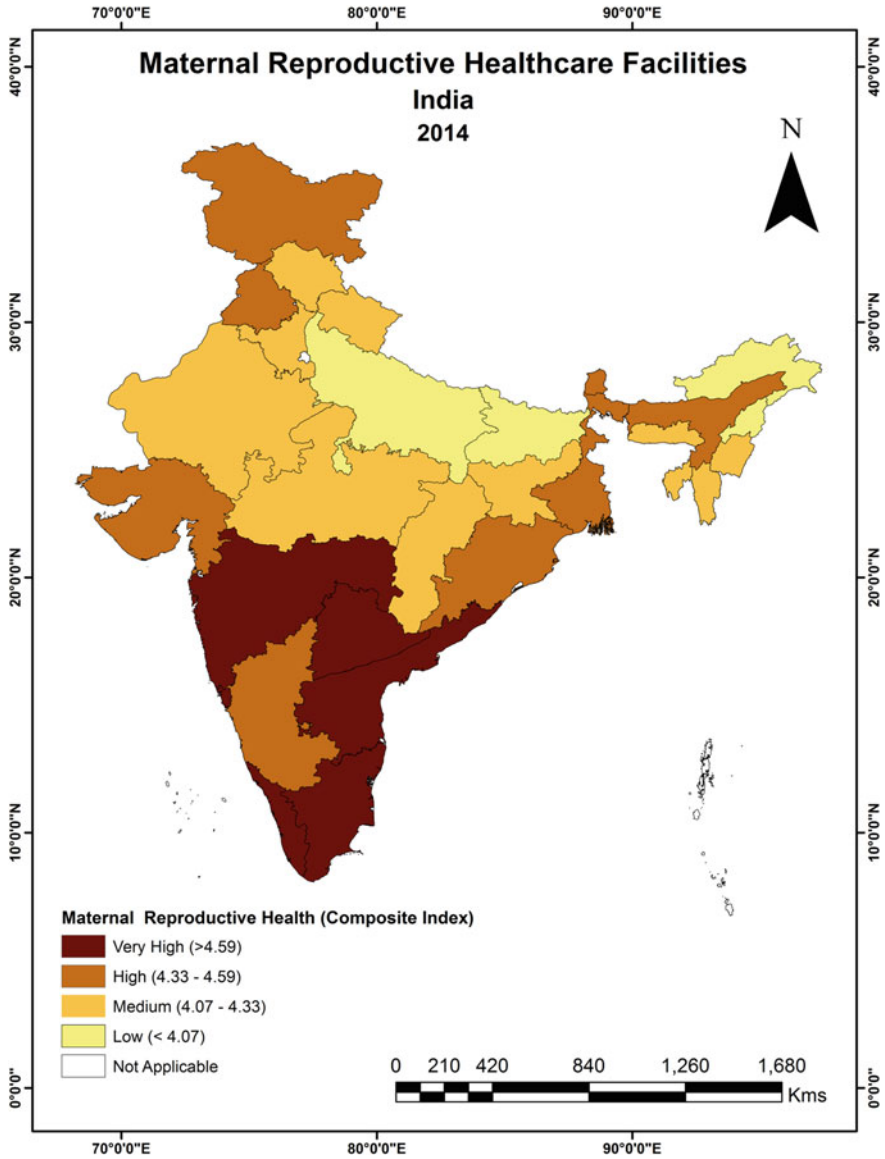 70°0'0"E 80°0'0"E 90°0'0"E
Maternal Reproductive Healthcare Facilities
India
2014
N
40°0'0"N 40°0'0"N
30°0'0"N 30°0'0"N
20°0'0"N 20°0'0"N
10°0'0"N 10°0'0"N
Maternal Reproductive Health (Composite Index)
Very High (>4.59)
High (4.33 - 4.59)
Medium (4.07 - 4.33)
Low (< 4.07)
Not Applicable
0 210 420 840 1,260 1,680
Kms
0°0'0" 0°0'0"
70°0'0"E 80°0'0"E 90°0'0"E